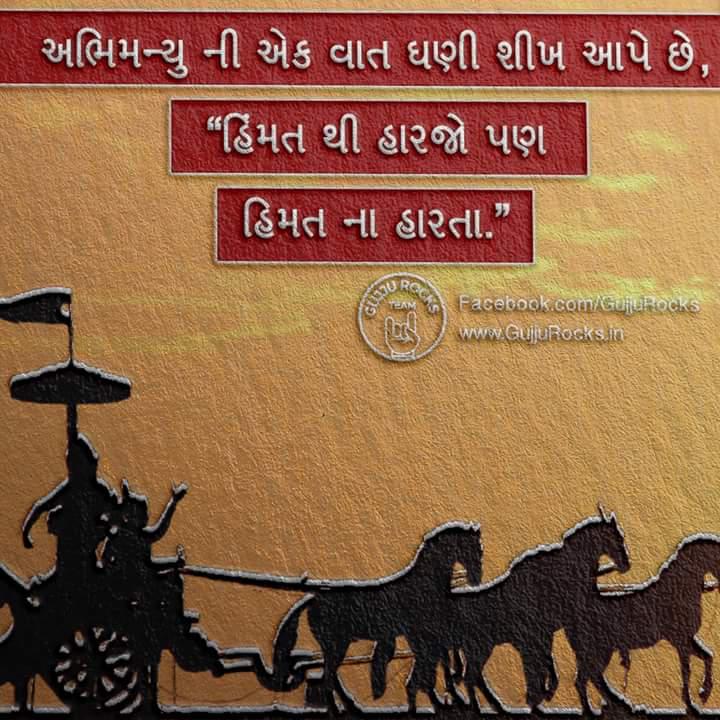 અભિમન્યુ ની એક વાત ઘણી શીખ આપે છે,
“હિંમત થી હારજો પણ
હિમત ના હારતા.”
GUJJU ROCKS
TEAM
Facebook.com/GujjuRocks
www.GujjuRocks.in